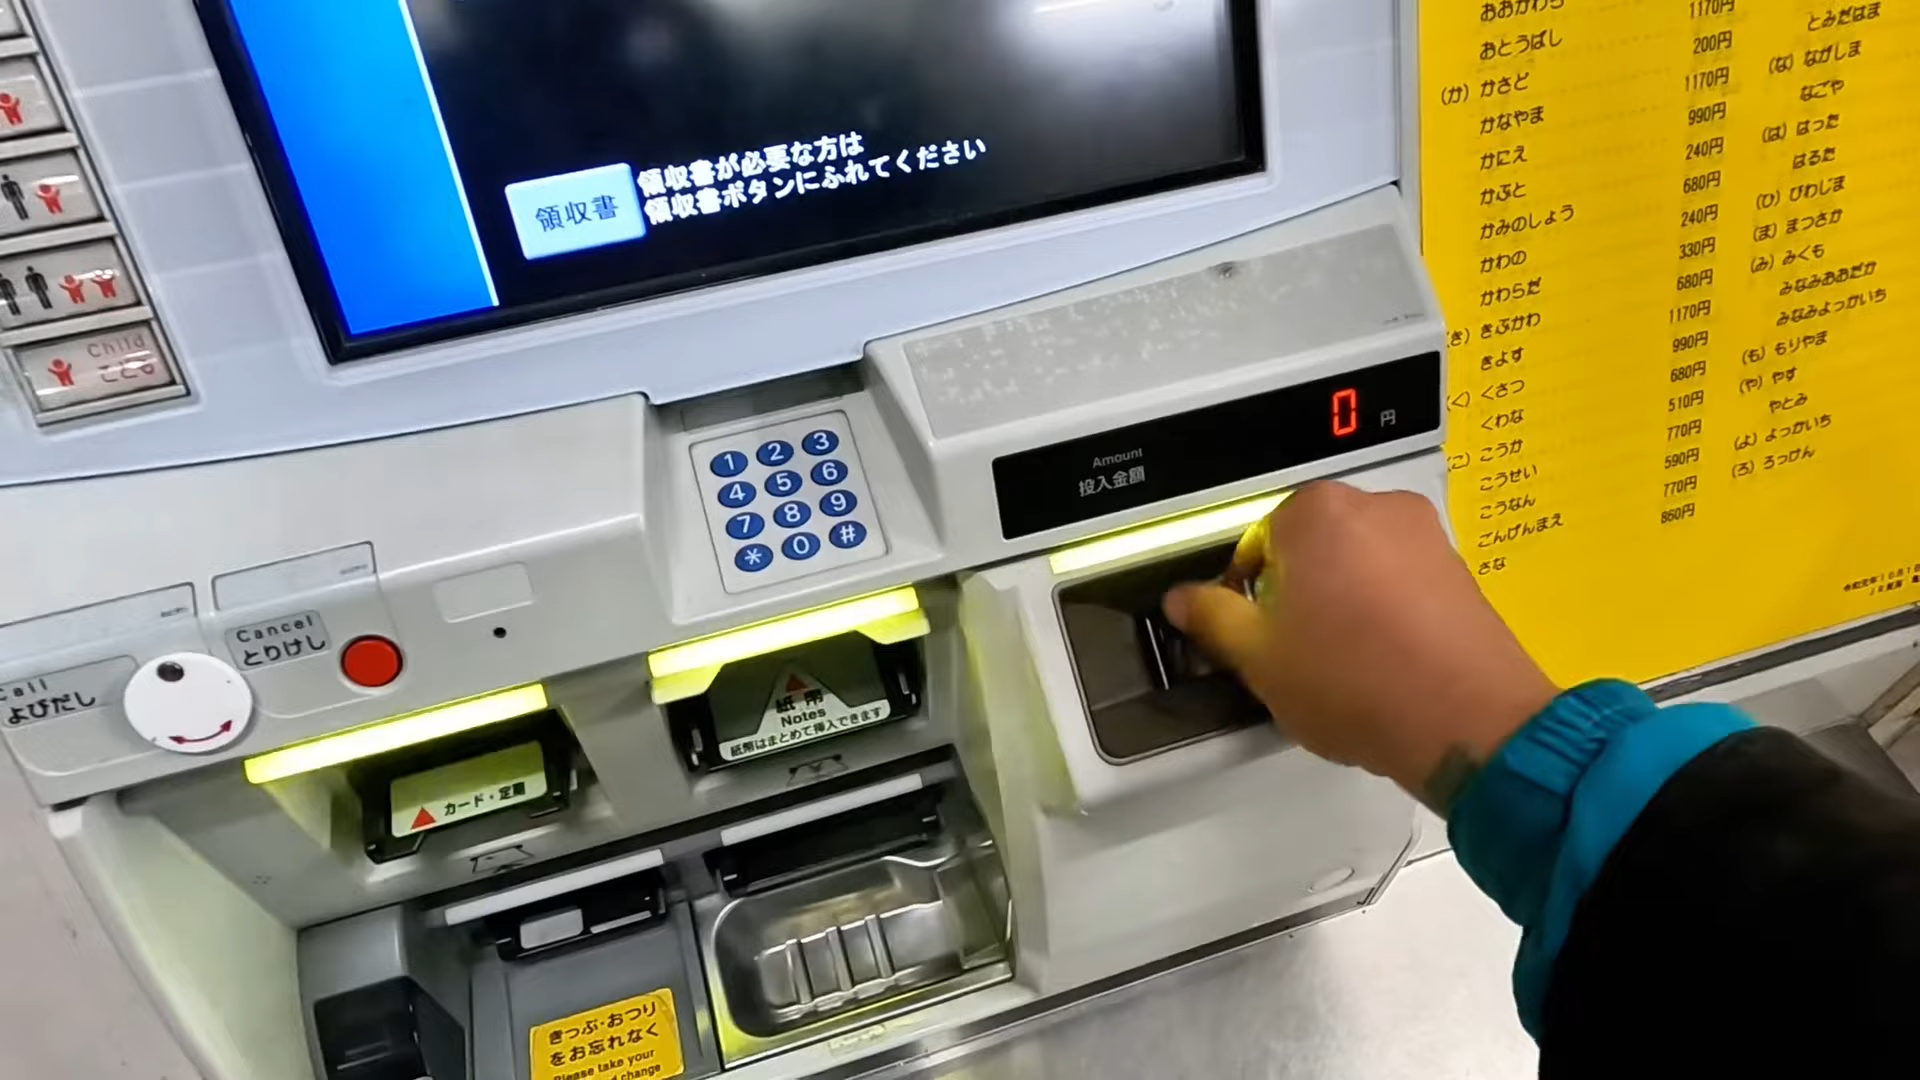 領収書
領収書が必要な方は
領収書ボタンにふれてください
Child
こども
1 2 3
4 5 6
7 8 9
* 0 #
0 円
Amount
投入金額
Call
よびだし
Cancel
とりけし
カード・定期
紙幣
Notes
紙幣はまとめて挿入できます
きっぷ・おつり
をお忘れなく
Please take your
change
おおがわら 1170円
おとうばし 200円
(か) かさど 1170円
かなやま 990円
かにえ 240円
かぶと 680円
かみのしょう 240円
かわの 330円
かわらだ 680円
(き) きぶかわ 1170円
きよす 990円
(く) くさつ 680円
くわな 510円
(こ) こうか 770円
こうせい 590円
こうなん 770円
ごんげんまえ 860円
さな
とみだはま
(な) ながしま
なごや
(は) はった
はるた
(ひ) びわじま
(ま) まつさか
(み) みくも
みなみおおだか
みなみよっかいち
(も) もりやま
(や) やす
やとみ
(よ) よっかいち
(ろ) ろっけん